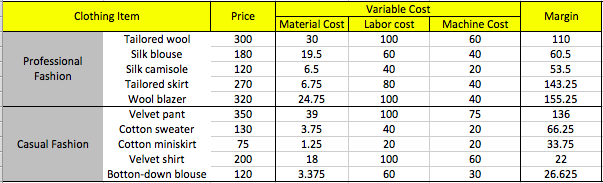 Clothing Item Price Variable Cost Margin
Material Cost Labor cost Machine Cost
Professional Fashion
Tailored wool 300 30 100 60 110
Silk blouse 180 19.5 60 40 60.5
Silk camisole 120 6.5 40 20 53.5
Tailored skirt 270 6.75 80 40 143.25
Wool blazer 320 24.75 100 40 155.25
Casual Fashion
Velvet pant 350 39 100 75 136
Cotton sweater 130 3.75 40 20 66.25
Cotton miniskirt 75 1.25 20 20 33.75
Velvet shirt 200 18 100 60 22
Botton-down blouse 120 3.375 60 30 26.625